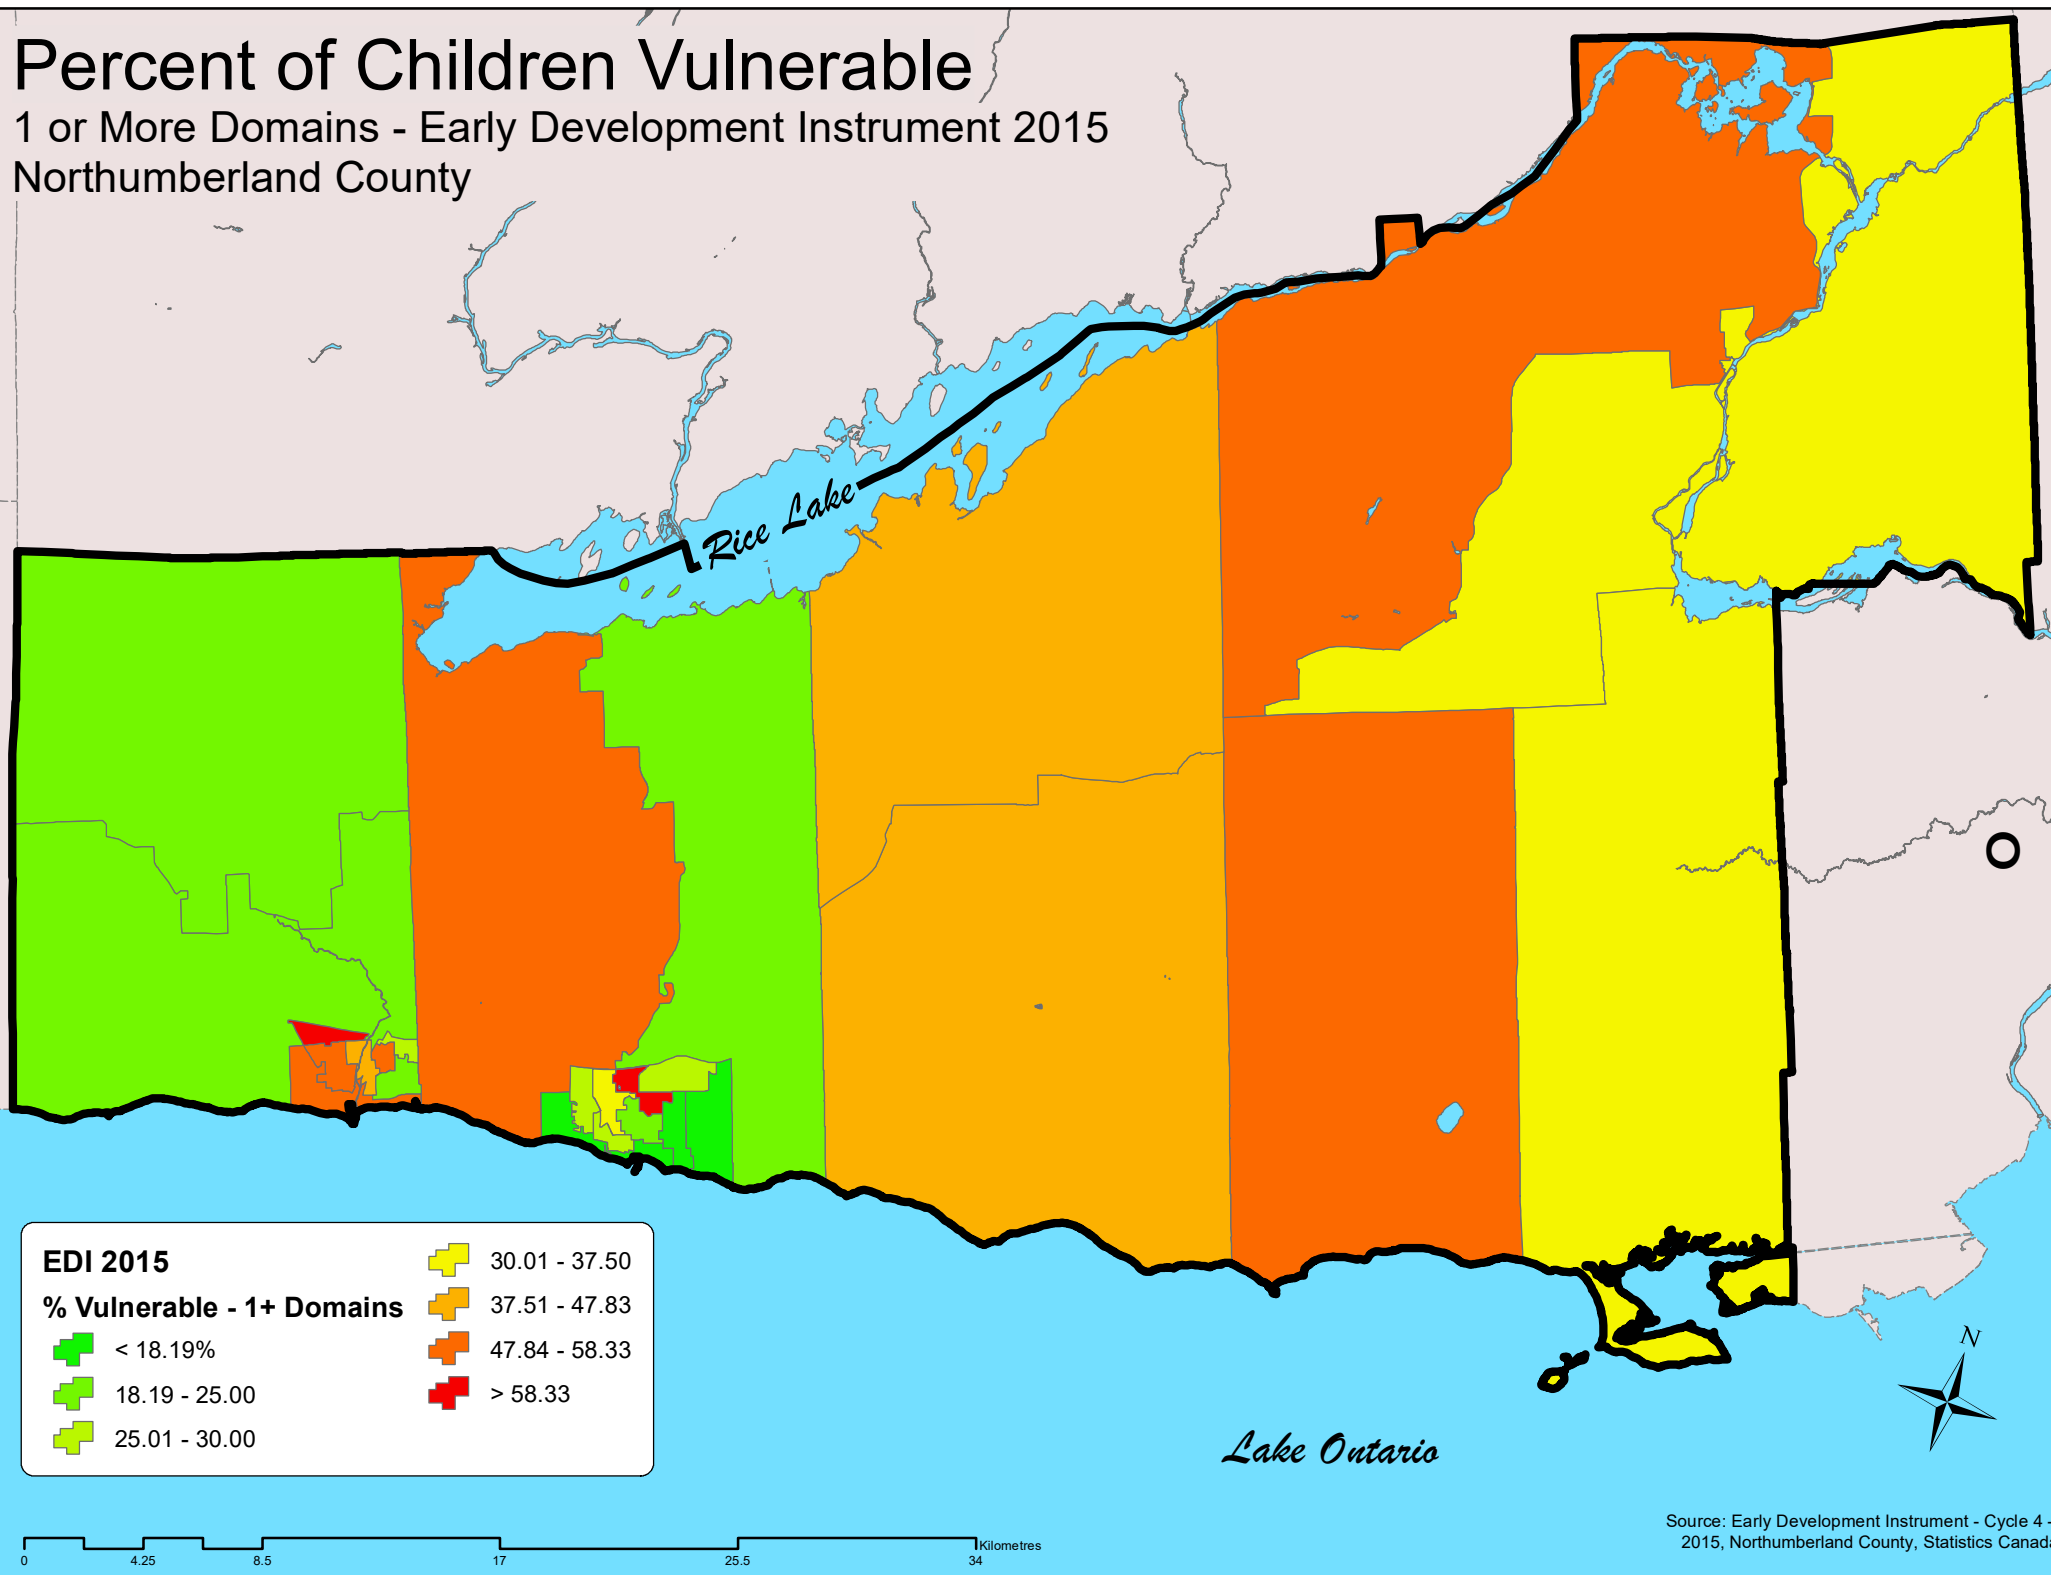 Percent of Children Vulnerable
1 or More Domains - Early Development Instrument 2015
Northumberland County
Rice Lake
O
EDI 2015
% Vulnerable - 1+ Domains
< 18.19%
18.19 - 25.00
25.01 - 30.00
30.01 - 37.50
37.51 - 47.83
47.84 - 58.33
> 58.33
N
Lake Ontario
Source: Early Development Instrument - Cycle 4 -
2015, Northumberland County, Statistics Canada
Kilometres
0 4.25 8.5 17 25.5 34